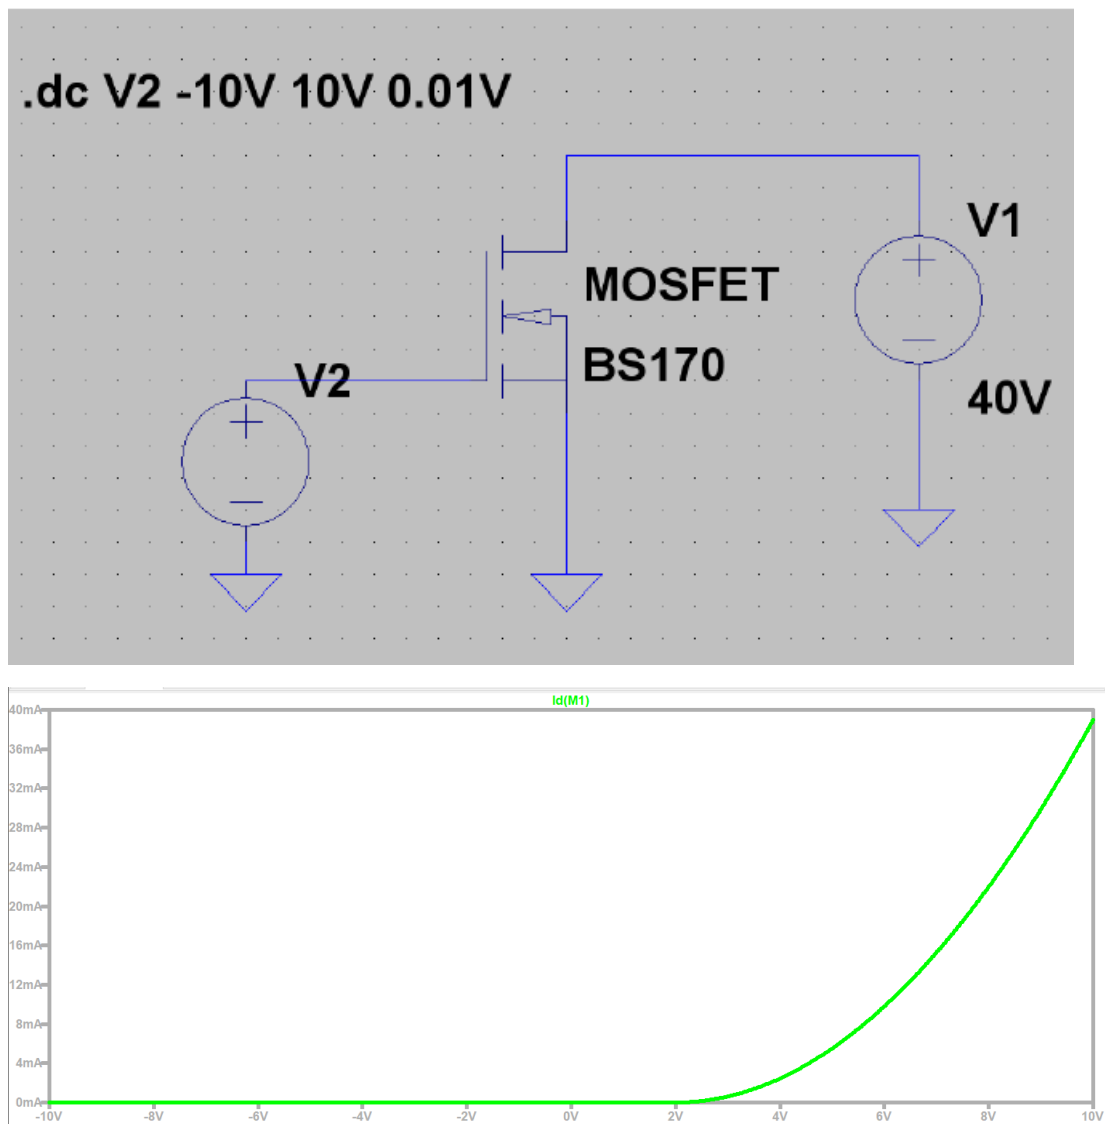 .dc V2 -10V 10V 0.01V
V1
MOSFET
BS170
V2
40V
Id(M1)
40mA
36mA
32mA
28mA
24mA
20mA
16mA
12mA
8mA
4mA
0mA
-10V -8V -6V -4V -2V 0V 2V 4V 6V 8V 10V